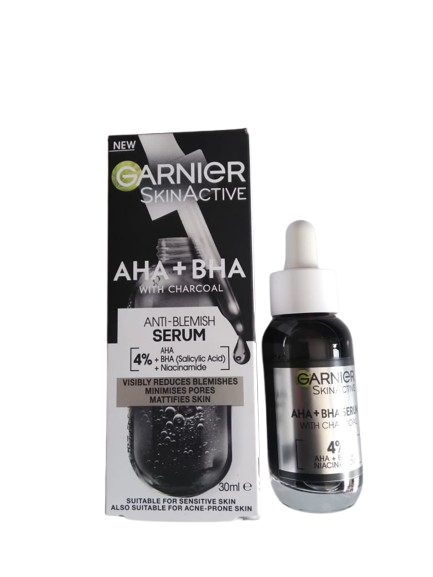 NEW
GARNIER
SKINACTIVE
AHA+BHA
WITH CHARCOAL
ANTI-BLEMISH
SERUM
4%
AHA
+ BHA (Salicylic Acid)
+ Niacinamide
VISIBLY REDUCES BLEMISHES
MINIMISES PORES
MATTIFIES SKIN
30ml e
SUITABLE FOR SENSITIVE SKIN
ALSO SUITABLE FOR ACNE-PRONE SKIN
GARNIER
SKINACTIVE
AHA+BHA SERUM
WITH
4%
AHA +